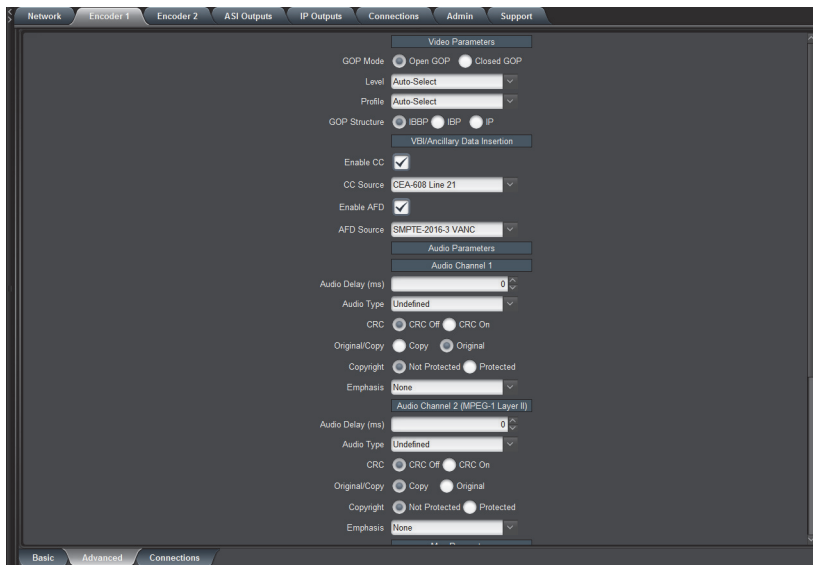 Network Encoder 1 Encoder 2 ASI Outputs IP Outputs Connections Admin Support
Video Parameters
GOP Mode Open GOP Closed GOP
Level Auto-Select
Profile Auto-Select
GOP Structure IBBP IBP IP
VBI/Ancillary Data Insertion
Enable CC
CC Source CEA-608 Line 21
Enable AFD
AFD Source SMPTE-2016-3 VANC
Audio Parameters
Audio Channel 1
Audio Delay (ms) 0
Audio Type Undefined
CRC CRC Off CRC On
Original/Copy Copy Original
Copyright Not Protected Protected
Emphasis None
Audio Channel 2 (MPEG-1 Layer II)
Audio Delay (ms) 0
Audio Type Undefined
CRC CRC Off CRC On
Original/Copy Copy Original
Copyright Not Protected Protected
Emphasis None
Basic Advanced Connections